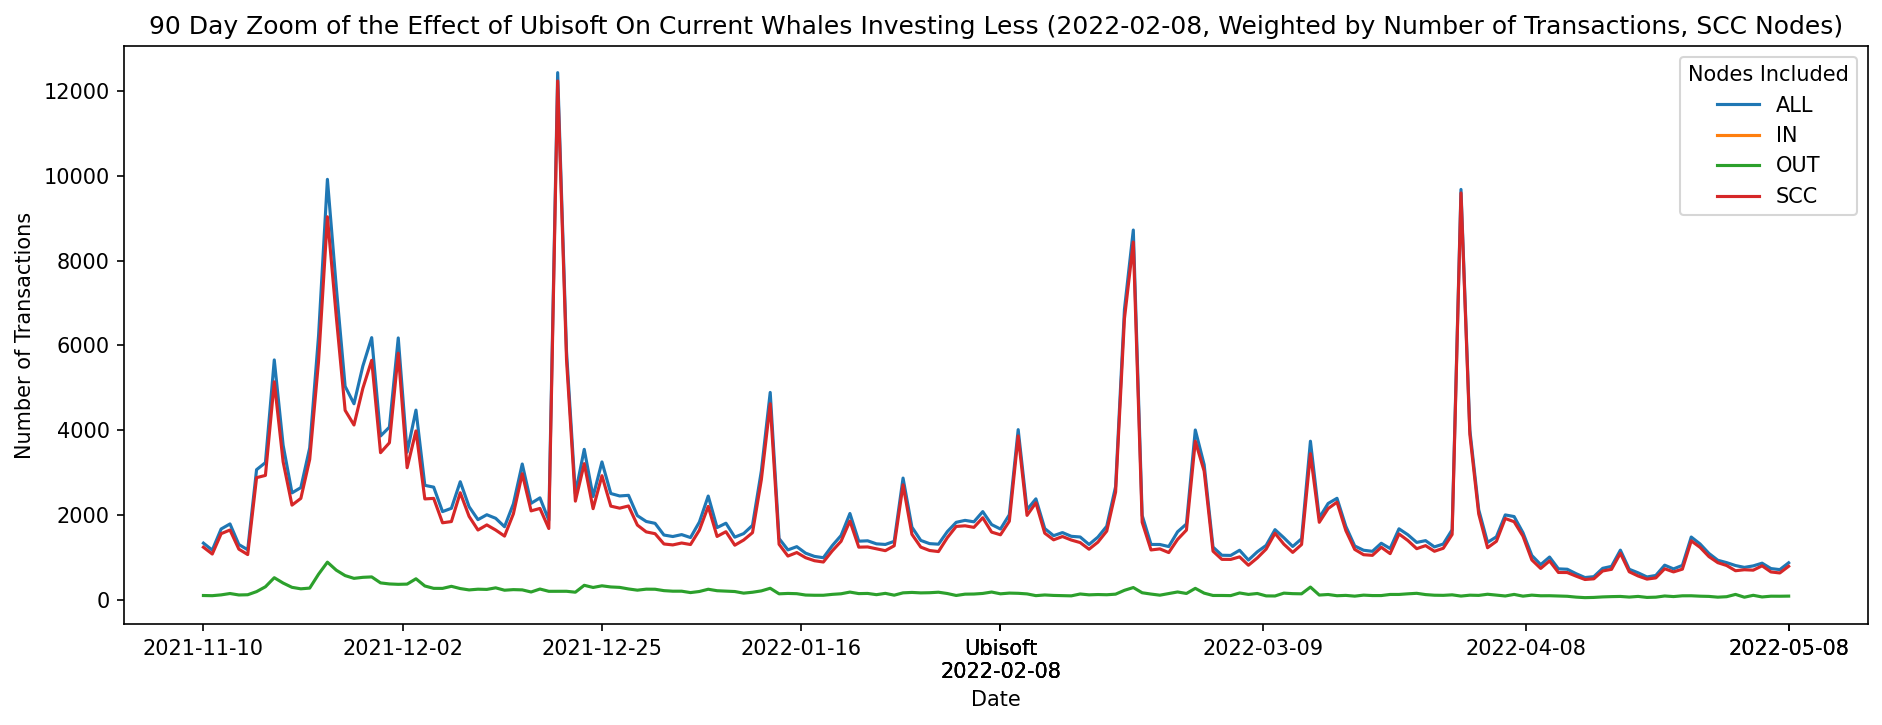 90 Day Zoom of the Effect of Ubisoft On Current Whales Investing Less (2022-02-08, Weighted by Number of Transactions, SCC Nodes)
Nodes Included
ALL
IN
OUT
SCC
Number of Transactions
12000
10000
8000
6000
4000
2000
0
2021-11-10
2021-12-02
2021-12-25
2022-01-16
Ubisoft
2022-02-08
2022-03-09
2022-04-08
2022-05-08
Date